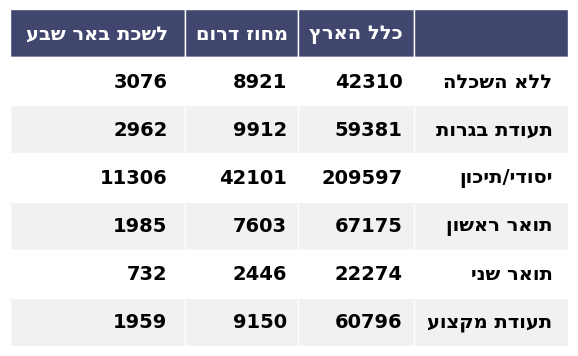 כלל הארץ מחוז דרום לשכת באר שבע
ללא השכלה 42310 8921 3076
תעודת בגרות 59381 9912 2962
יסודי/תיכון 209597 42101 11306
תואר ראשון 67175 7603 1985
תואר שני 22274 2446 732
תעודת מקצוע 60796 9150 1959